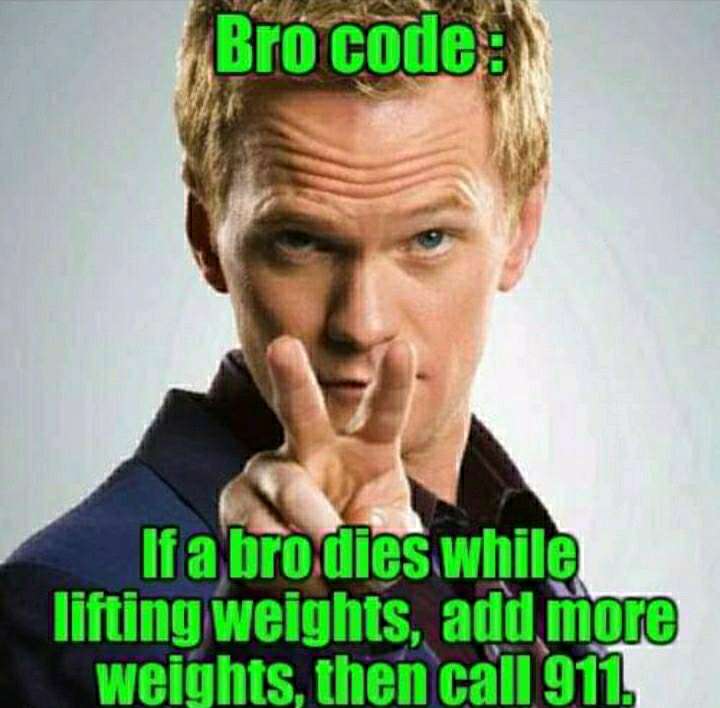 Bro code :
If a bro dies while
lifting weights, add more
weights, then call 911.